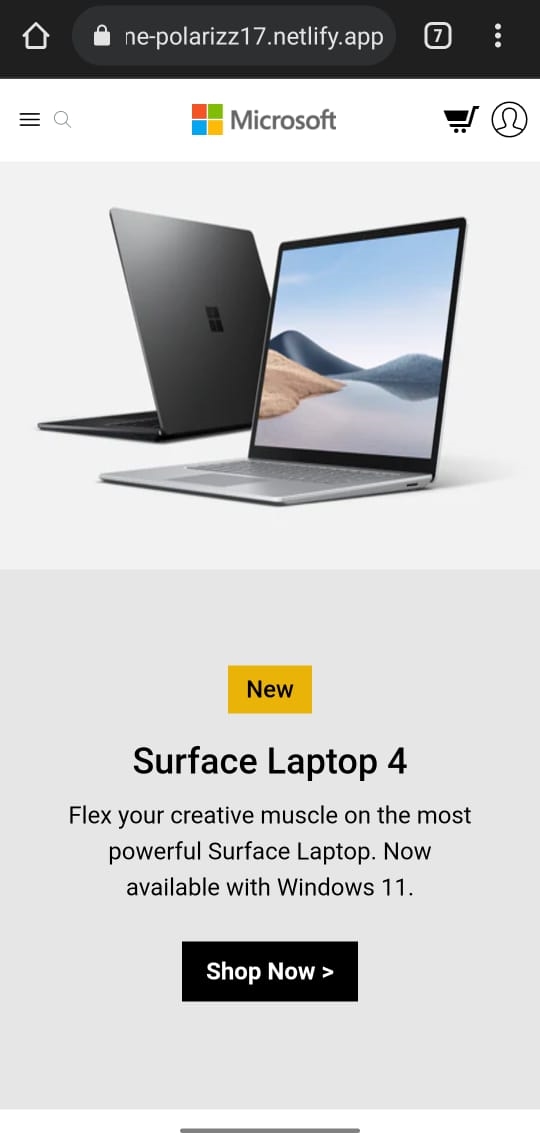 ne-polarizz17.netlify.app
7
Microsoft
New
Surface Laptop 4
Flex your creative muscle on the most
powerful Surface Laptop. Now
available with Windows 11.
Shop Now >